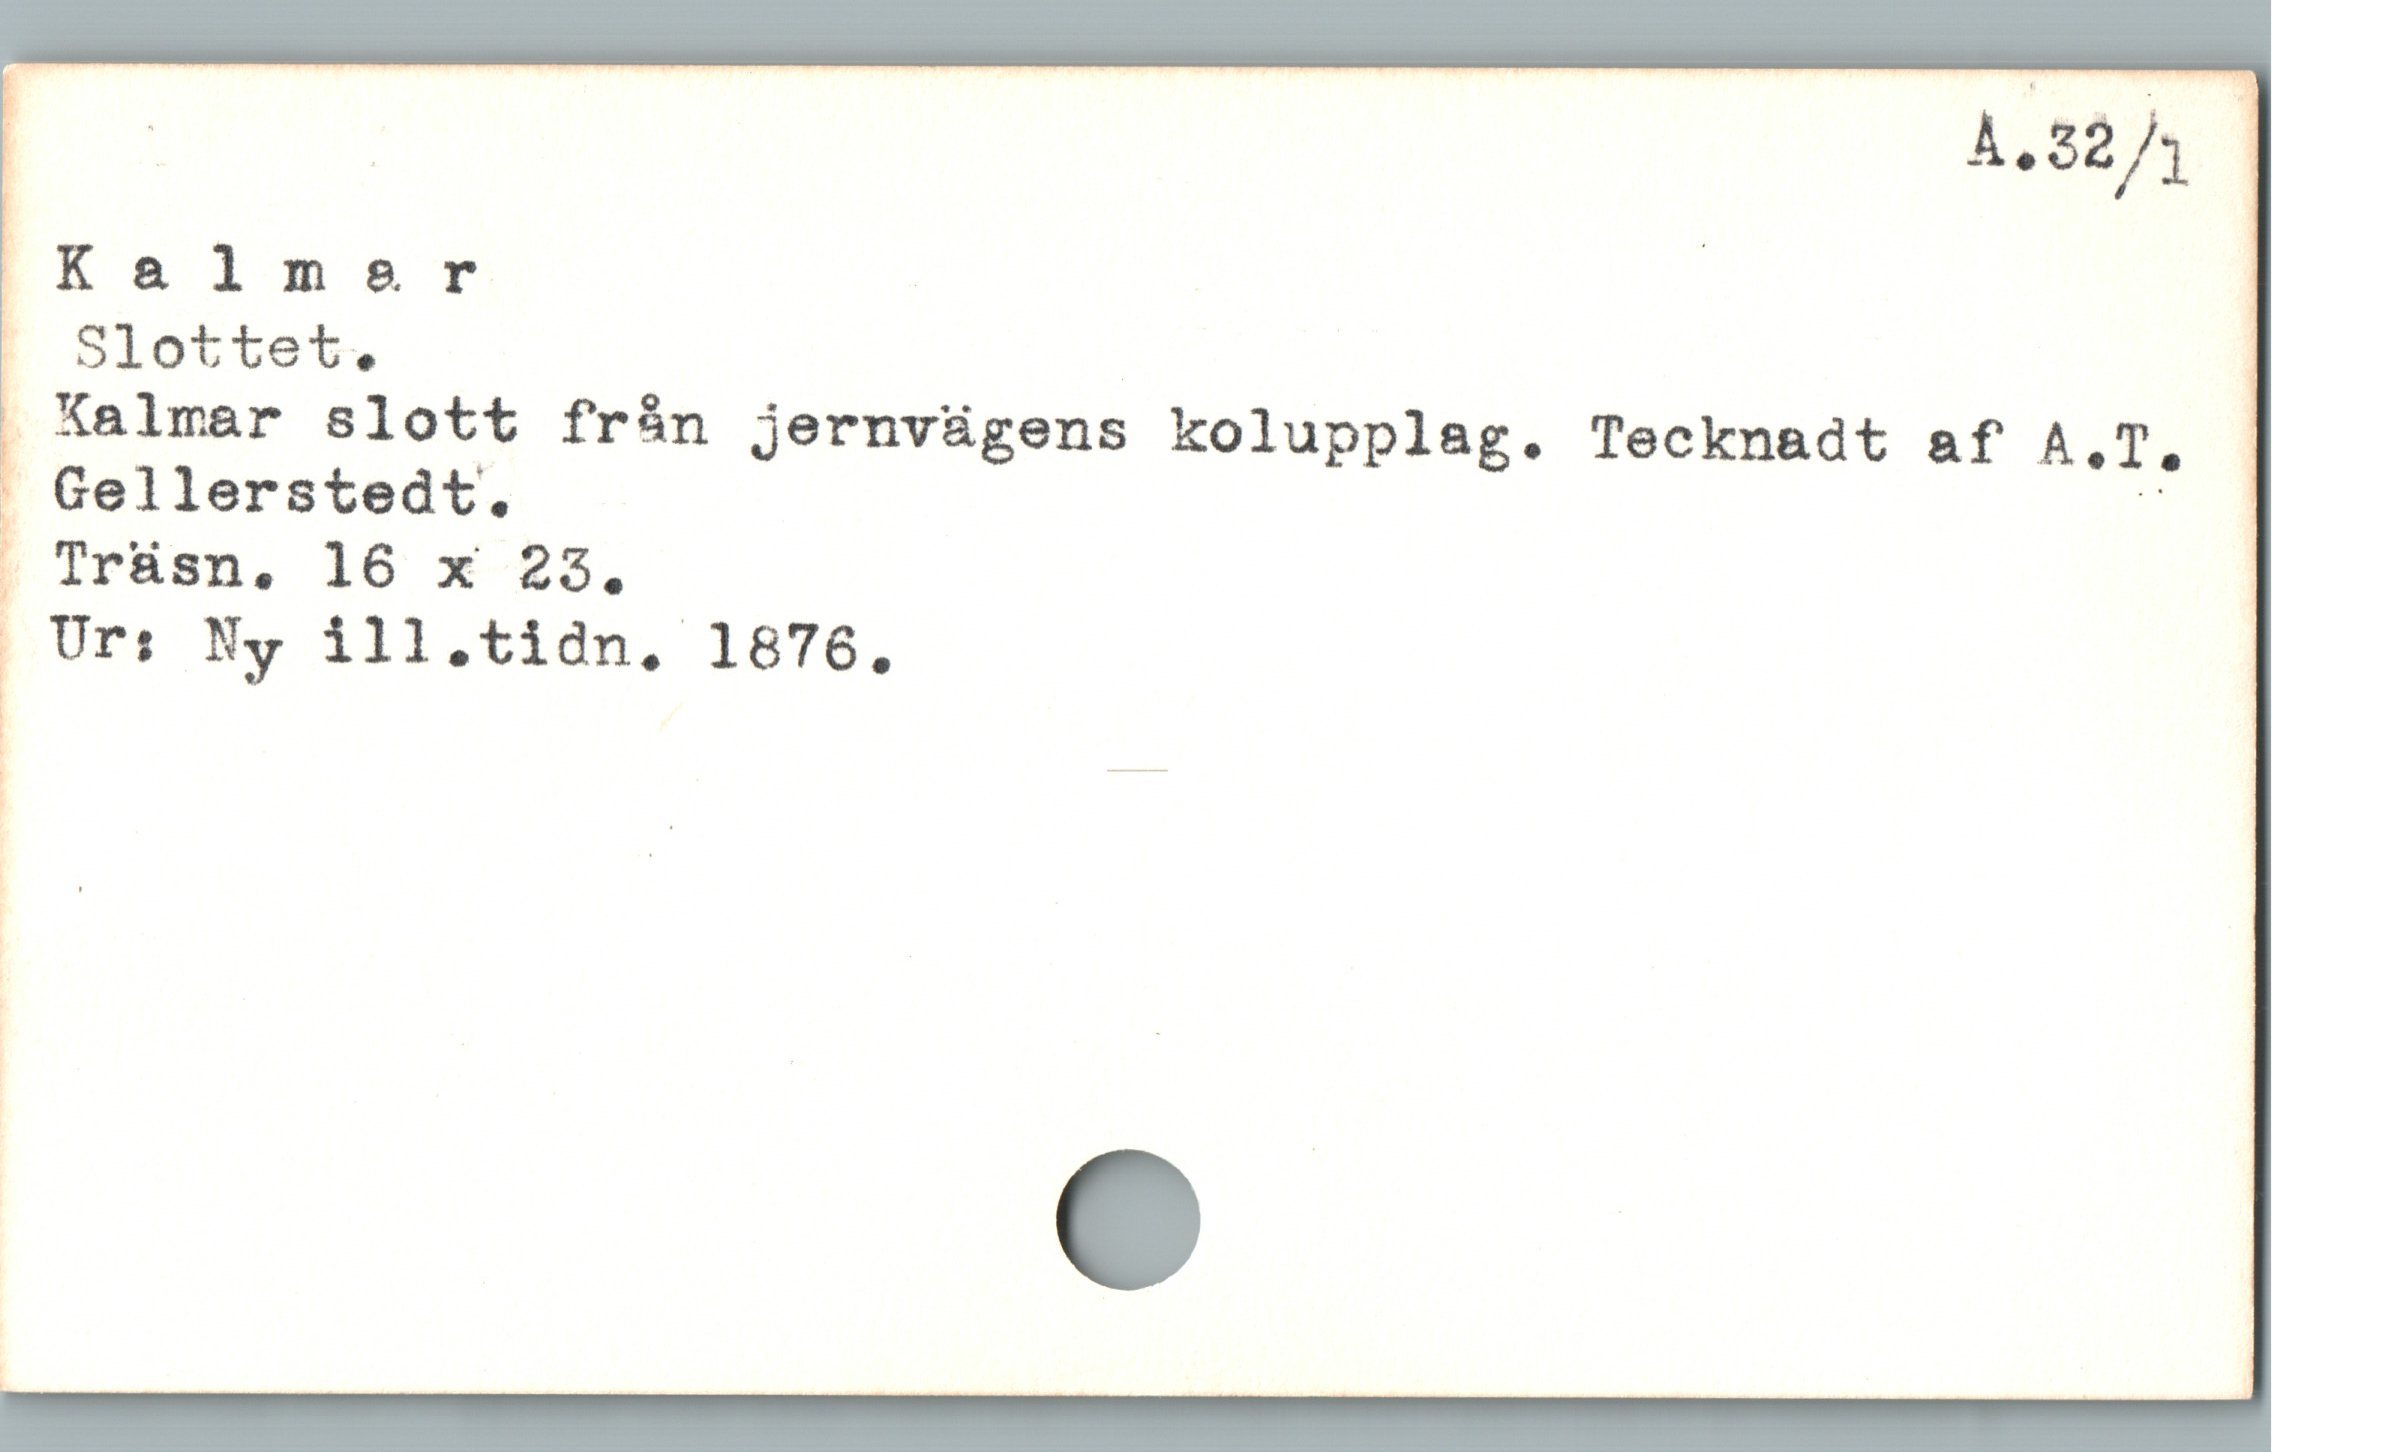 A.32/1
K a l m a r
Slottet.
Kalmar slott från jernvägens kolupplag. Tecknadt af A.T.
Gellerstedt.
Träsn. 16 x 23.
Ur: Ny ill.tidn. 1876.